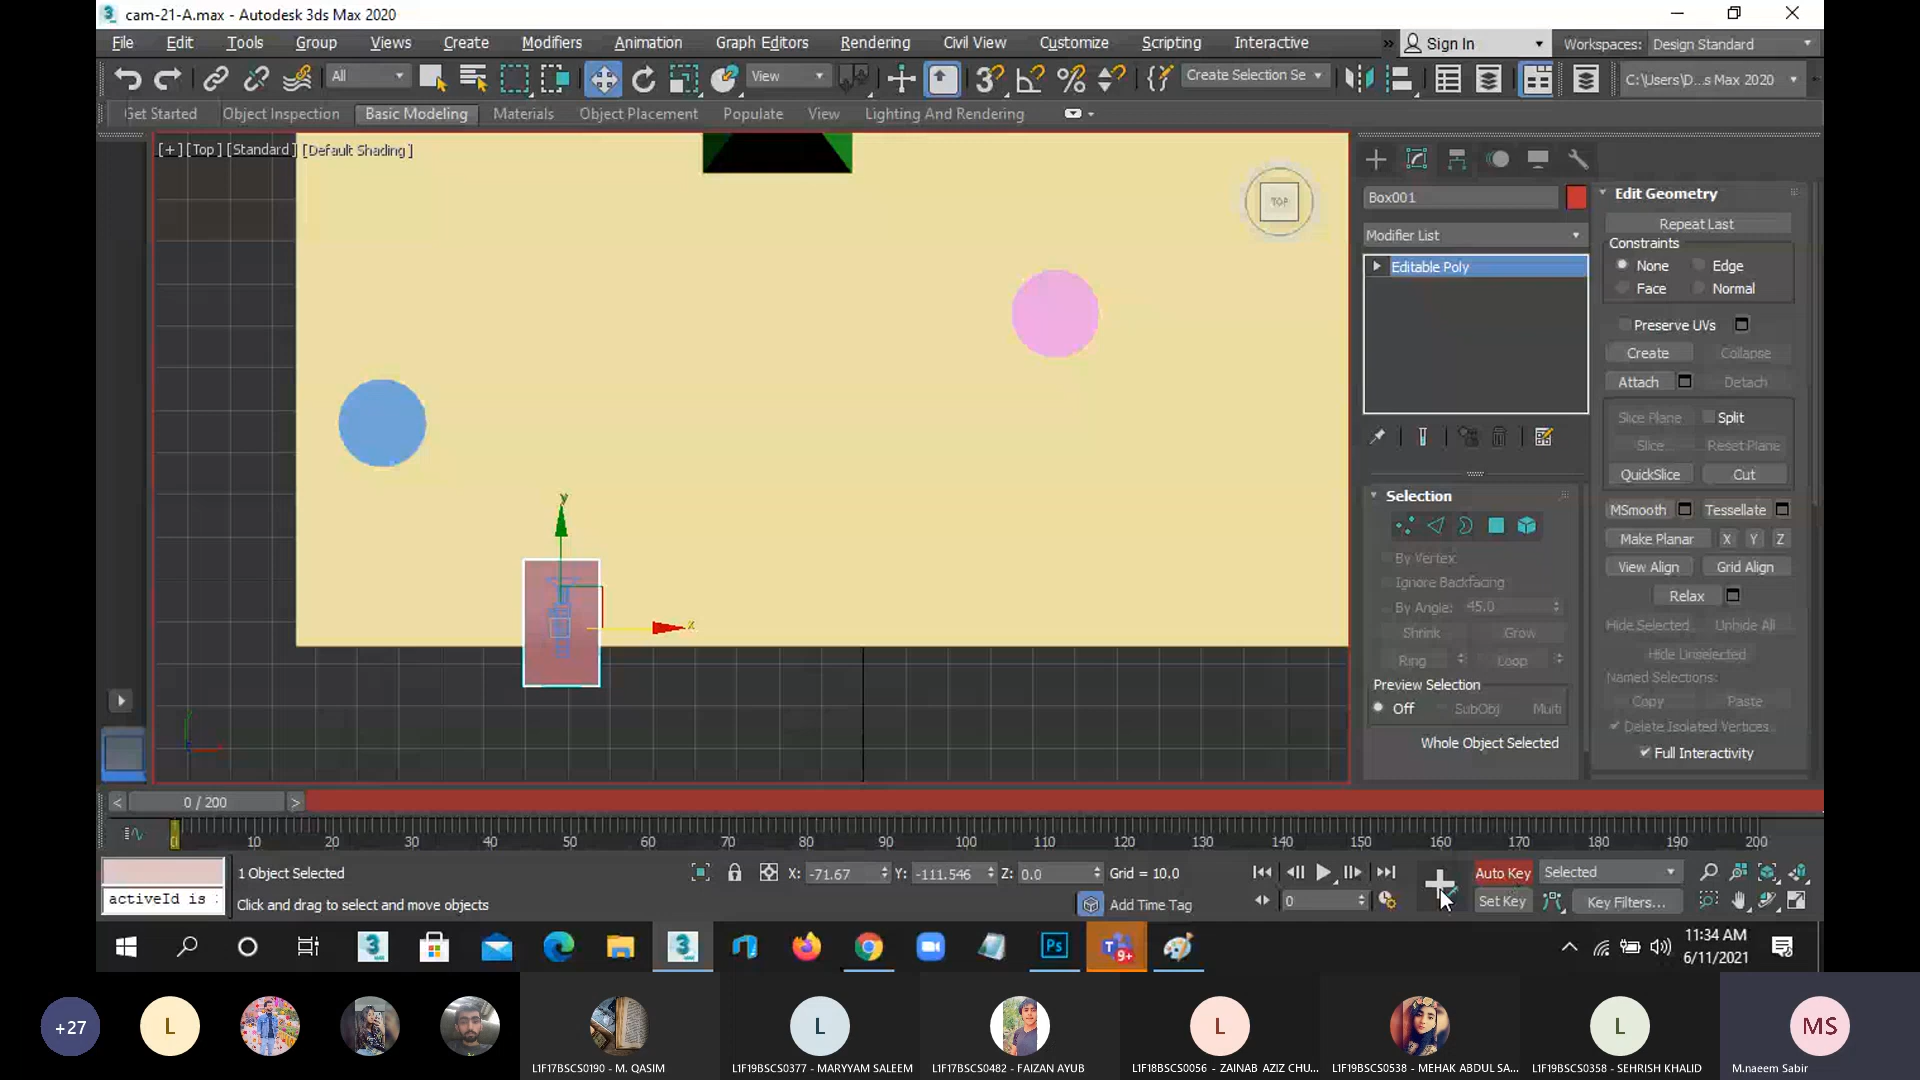 cam-21-A.max - Autodesk 3ds Max 2020
File Edit Tools Group Views Create Modifiers Animation Graph Editors Rendering Civil View Customize Scripting Interactive » Sign In Workspaces: Design Standard
All View Create Selection Se C:\Users\D...s Max 2020
Get Started Object Inspection Basic Modeling Materials Object Placement Populate View Lighting And Rendering
[+] [Top] [Standard] [Default Shading]
TOP
y
x
Box001
Modifier List
Editable Poly
Selection
By Vertex
Ignore Backfacing
By Angle: 45.0
Shrink Grow
Ring Loop
Preview Selection
Off SubObj Multi
Whole Object Selected
Edit Geometry
Repeat Last
Constraints
None Edge
Face Normal
Preserve UVs
Create Collapse
Attach Detach
Slice Plane Split
Slice Reset Plane
QuickSlice Cut
MSmooth Tessellate
Make Planar X Y Z
View Align Grid Align
Relax
Hide Selected Unhide All
Hide Unselected
Named Selections:
Copy Paste
Delete Isolated Vertices
Full Interactivity
< 0 / 200 >
0 10 20 30 40 50 60 70 80 90 100 110 120 130 140 150 160 170 180 190 200
1 Object Selected X: -71.67 Y: -111.546 Z: 0.0 Grid = 10.0 Auto Key Selected
activeId is : Click and drag to select and move objects Add Time Tag 0 Set Key Key Filters...
Ps 9+ 11:34 AM
6/11/2021
+27 L L L L MS
L1F17BSCS0190 - M. QASIM L1F19BSCS0377 - MARYYAM SALEEM L1F17BSCS0482 - FAIZAN AYUB L1F18BSCS0056 - ZAINAB AZIZ CHU... L1F19BSCS0538 - MEHAK ABDUL SA... L1F19BSCS0358 - SEHRISH KHALID M.naeem Sabir